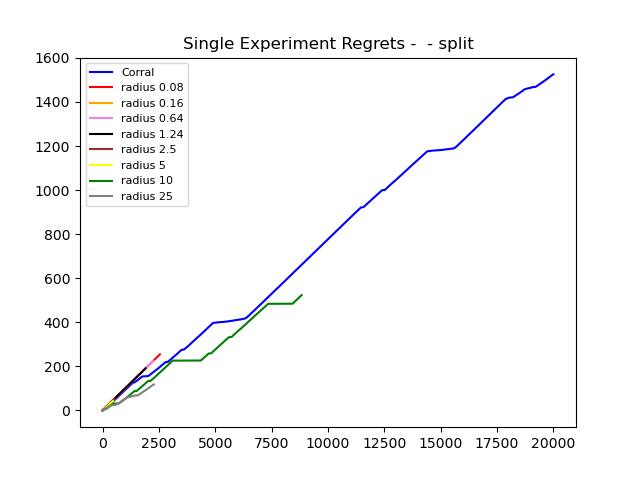 Single Experiment Regrets -  - split
1600
1400
1200
1000
800
600
400
200
0
Corral
radius 0.08
radius 0.16
radius 0.64
radius 1.24
radius 2.5
radius 5
radius 10
radius 25
0 2500 5000 7500 10000 12500 15000 17500 20000